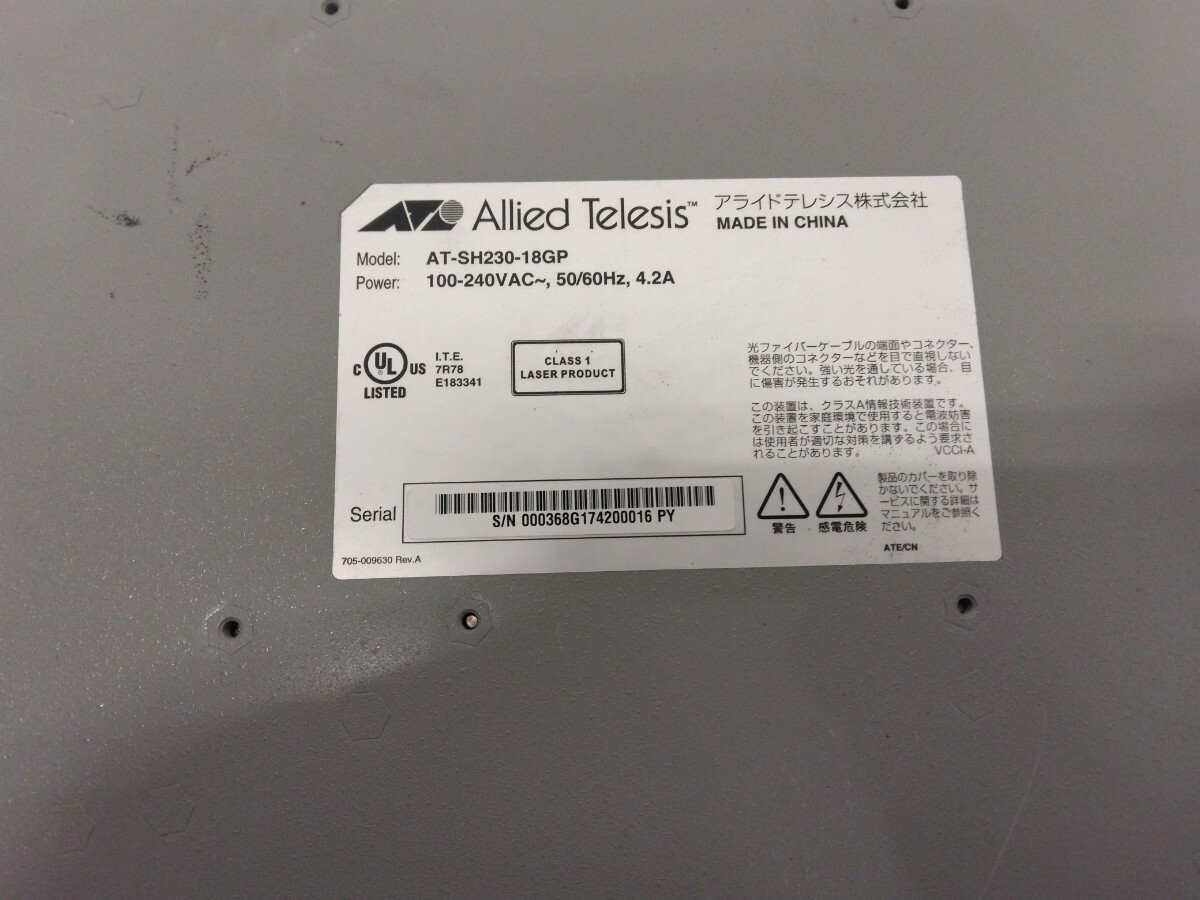 Allied Telesis™ アライドテレシス株式会社
MADE IN CHINA
Model: AT-SH230-18GP
Power: 100-240VAC~, 50/60Hz, 4.2A
C UL US
LISTED
I.T.E.
7R78
E183341
CLASS 1
LASER PRODUCT
光ファイバーケーブルの端面やコネクター、
機器側のコネクターなどを目で直視しない
でください。強い光を通している場合、目
に傷害が発生するおそれがあります。
この装置は、クラスA情報技術装置です。
この装置を家庭環境で使用すると電波妨害
を引き起こすことがあります。この場合に
は使用者が適切な対策を講ずるよう要求さ
れることがあります。 VCCI-A
Serial
S/N 000368G174200016 PY
警告
感電危険
製品のカバーを取り除
かないでください。サ
ービスに関する詳細は
マニュアルをご参照く
ださい。
705-009630 Rev.A
ATE/CN